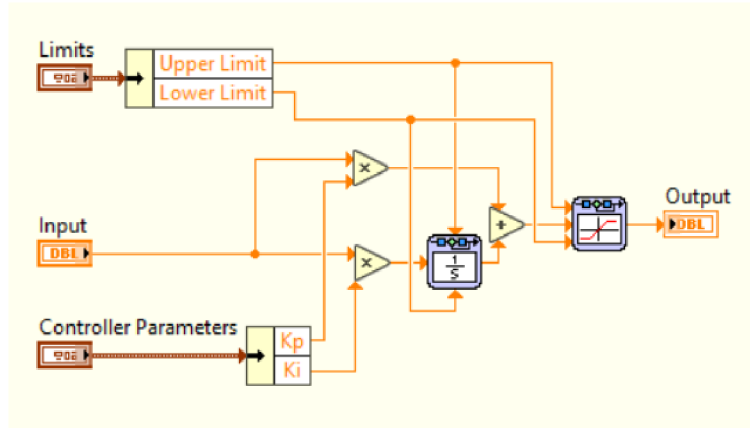 Limits
Upper Limit
Lower Limit
×
Input
DBL
×
+
1
S
Output
DBL
Controller Parameters
Kp
Ki